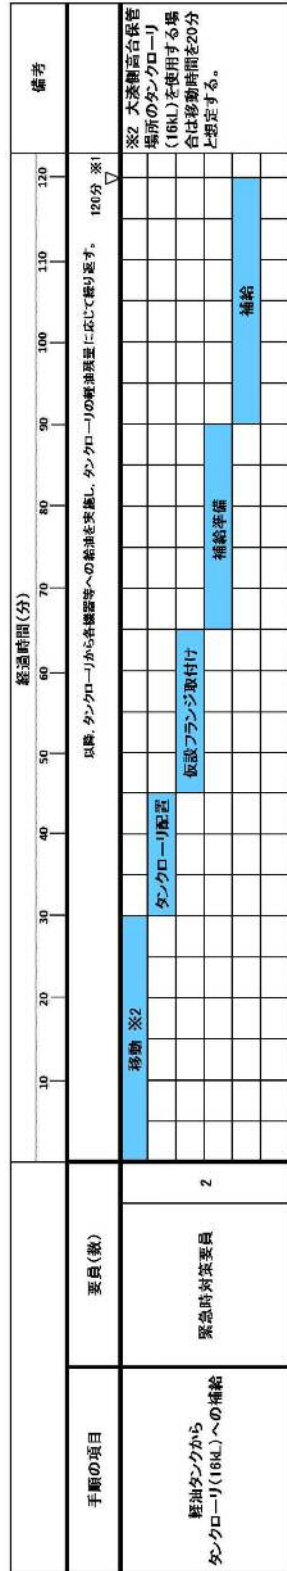 経過時間(分)
備考
10 20 30 40 50 60 70 80 90 100 110 120
手順の項目
要員(数)
以降、タンクローリから各機器等への給油を実施し、タンクローリの軽油残量に応じて繰り返す。
120分 ※1
▽
軽油タンクから
タンクローリ(16kL)への補給
緊急時対策要員
2
移動 ※2
タンクローリ配置
仮設フランジ取付け
補給準備
補給
※2 大湊側高台保管
場所のタンクローリ
(16kL)を使用する場
合は移動時間を20分
と想定する。